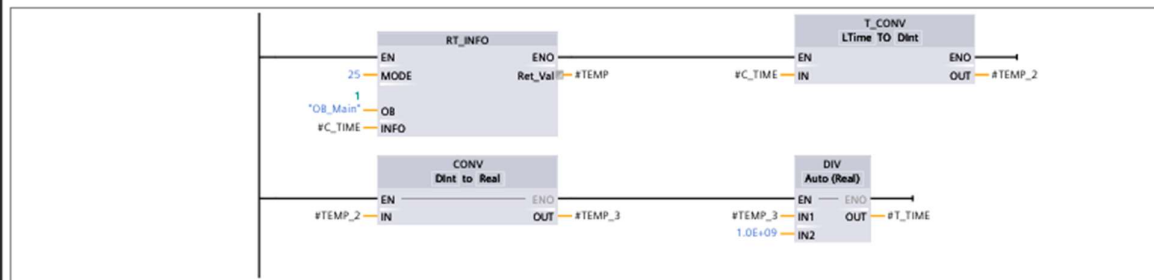 T_CONV
LTime TO DInt
RT_INFO
EN ENO
EN ENO
25 MODE Ret_Val #TEMP
#C_TIME IN OUT #TEMP_2
1
"OB_Main" OB
#C_TIME INFO
CONV
DInt to Real
DIV
Auto (Real)
EN ENO
EN ENO
#TEMP_2 IN OUT #TEMP_3
#TEMP_3 IN1 OUT #T_TIME
1.0E+09 IN2